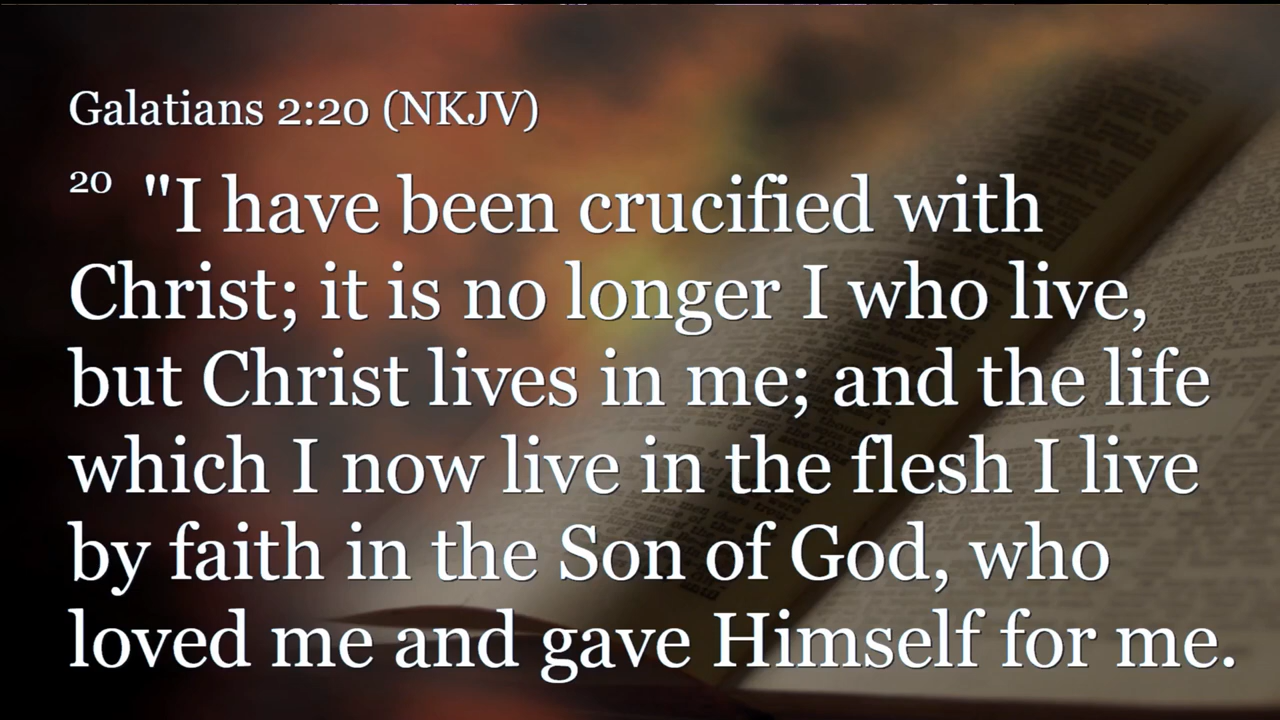 Galatians 2:20 (NKJV)
20 "I have been crucified with
Christ; it is no longer I who live,
but Christ lives in me; and the life
which I now live in the flesh I live
by faith in the Son of God, who
loved me and gave Himself for me.